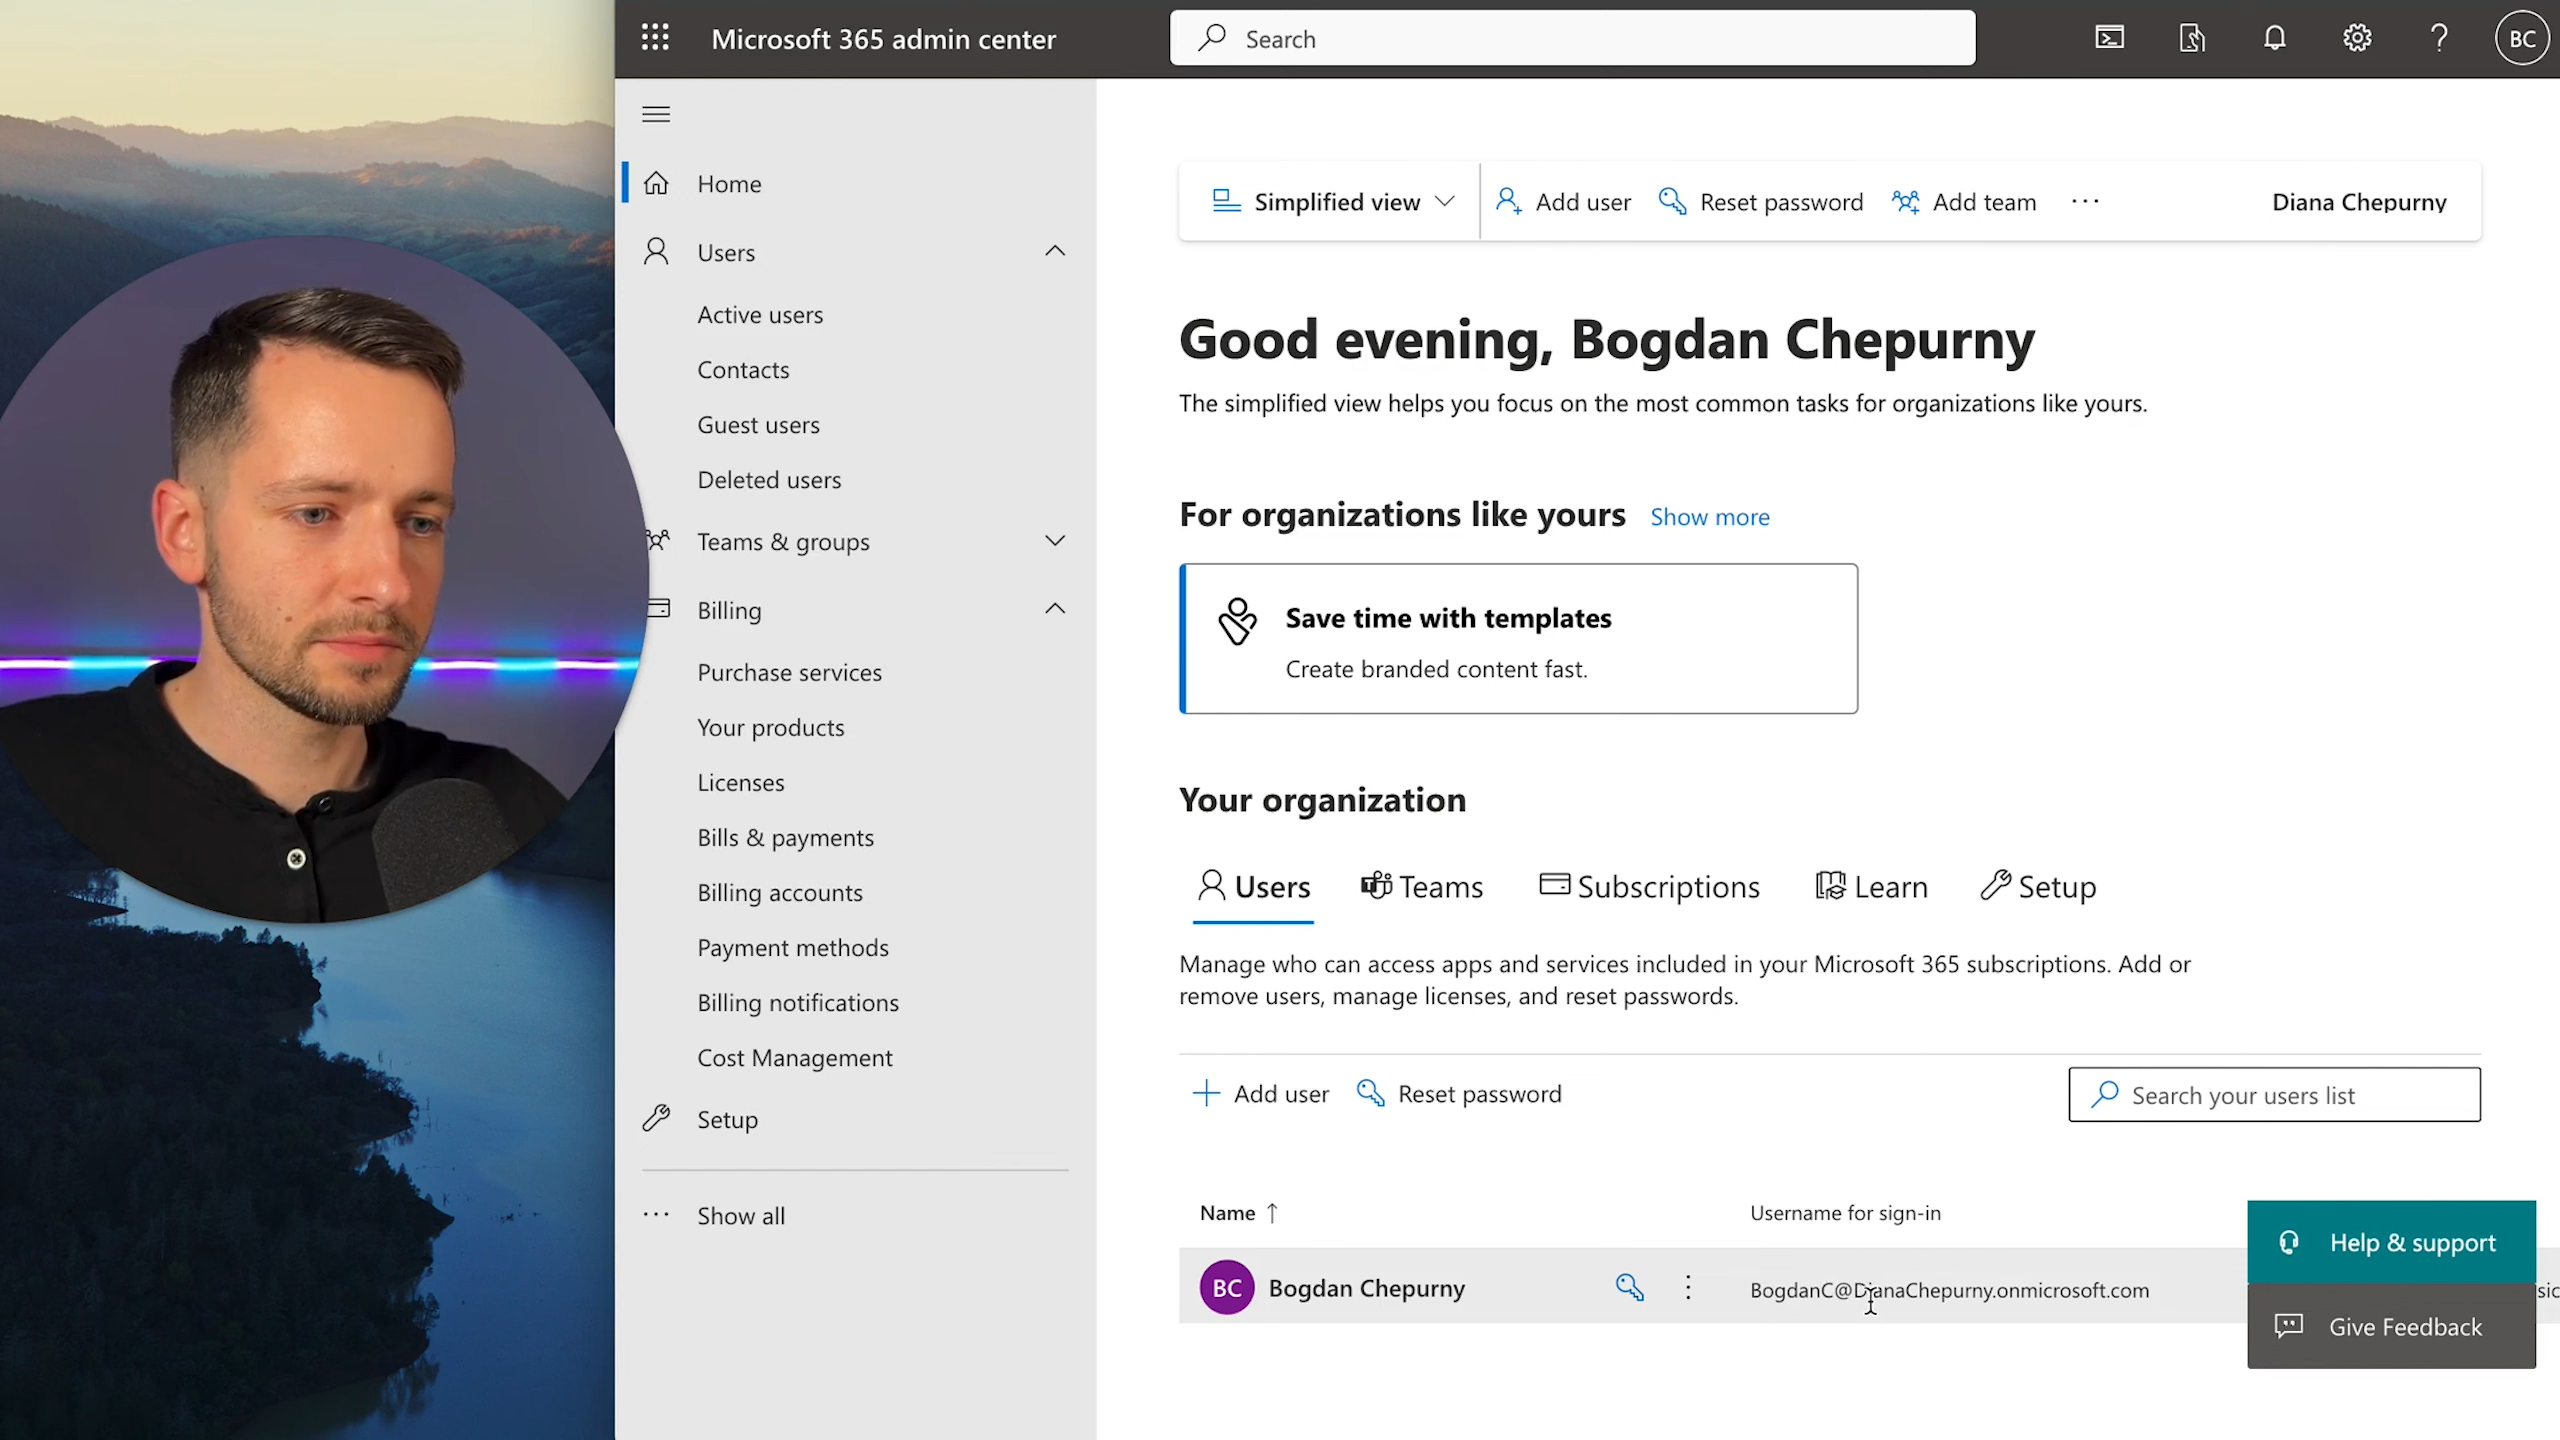 Microsoft 365 admin center
Search
BC
Home
Users
Active users
Contacts
Guest users
Deleted users
Teams & groups
Billing
Purchase services
Your products
Licenses
Bills & payments
Billing accounts
Payment methods
Billing notifications
Cost Management
Setup
Show all
Simplified view
Add user
Reset password
Add team
Diana Chepurny
Good evening, Bogdan Chepurny
The simplified view helps you focus on the most common tasks for organizations like yours.
For organizations like yours Show more
Save time with templates
Create branded content fast.
Your organization
Users
Teams
Subscriptions
Learn
Setup
Manage who can access apps and services included in your Microsoft 365 subscriptions. Add or
remove users, manage licenses, and reset passwords.
Add user
Reset password
Search your users list
Name ↑
Username for sign-in
BC
Bogdan Chepurny
BogdanC@DianaChepurny.onmicrosoft.com
Help & support
Give Feedback